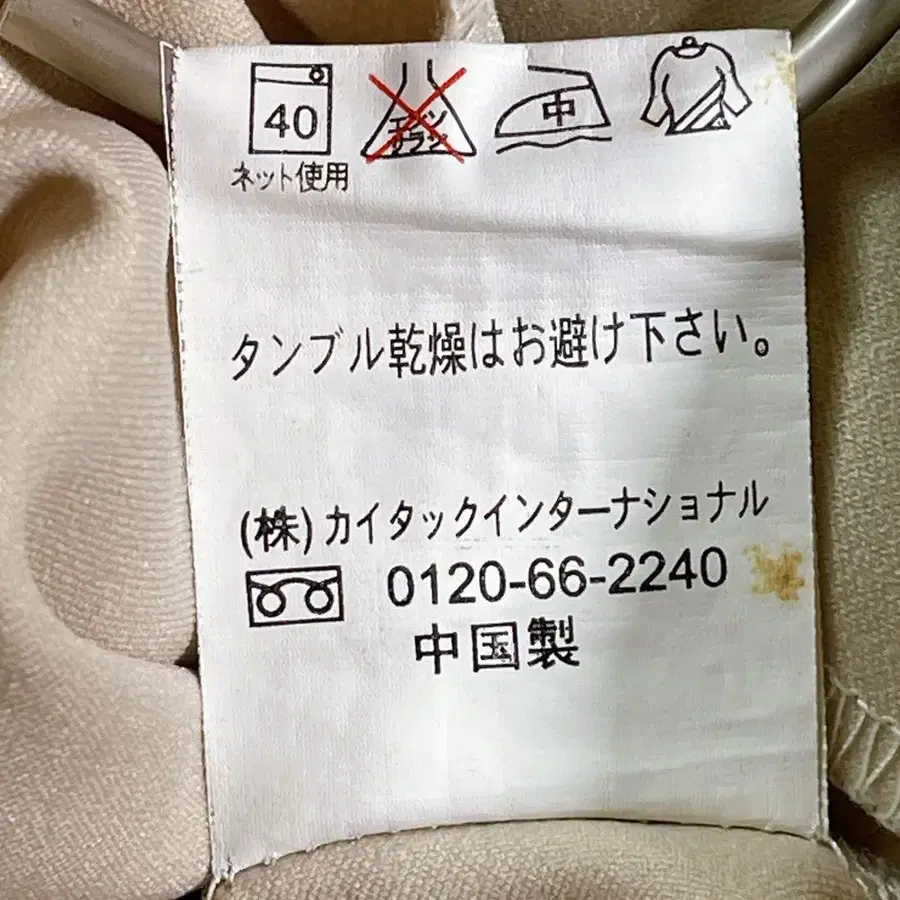 40
ネット使用
エンソサラシ
中
タンブル乾燥はお避け下さい。
(株)カイタックインターナショナル
0120-66-2240
中国製